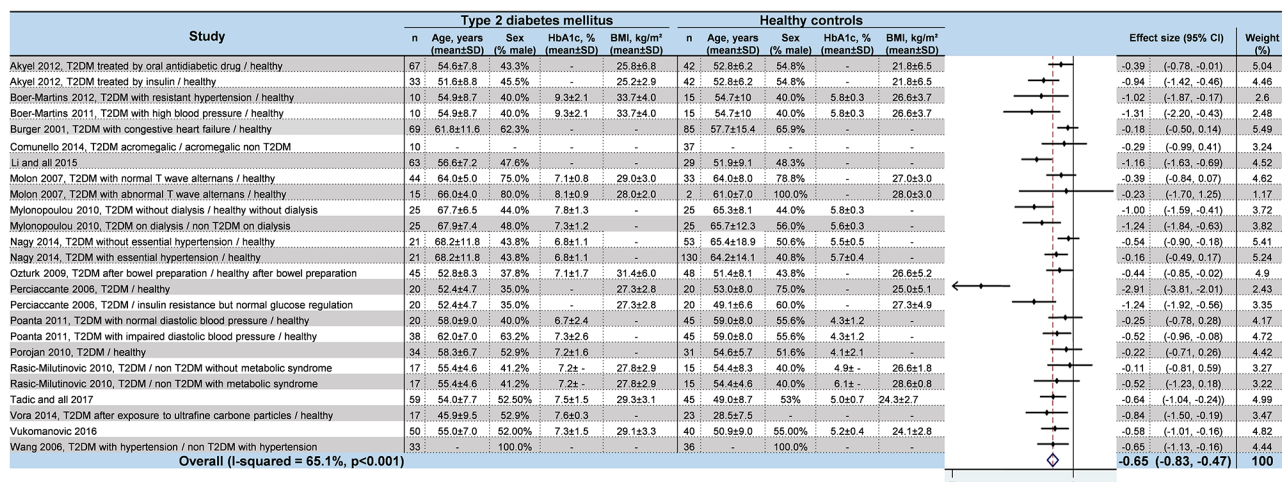 Type 2 diabetes mellitus Healthy controls
Study n Age, years (mean±SD) Sex (% male) HbA1c, % (mean±SD) BMI, kg/m² (mean±SD) n Age, years (mean±SD) Sex (% male) HbA1c, % (mean±SD) BMI, kg/m² (mean±SD) Effect size (95% CI) Weight (%)
Akyel 2012, T2DM treated by oral antidiabetic drug / healthy 67 54.6±7.8 43.3% - 25.8±6.8 42 52.8±6.2 54.8% - 21.8±6.5 -0.39 (-0.78, -0.01) 5.04
Akyel 2012, T2DM treated by insulin / healthy 33 51.6±8.8 45.5% - 25.2±2.9 42 52.8±6.2 54.8% - 21.8±6.5 -0.94 (-1.42, -0.46) 4.46
Boer-Martins 2012, T2DM with resistant hypertension / healthy 10 54.9±8.7 40.0% 9.3±2.1 33.7±4.0 15 54.7±10 40.0% 5.8±0.3 26.6±3.7 -1.02 (-1.87, -0.17) 2.6
Boer-Martins 2011, T2DM with high blood pressure / healthy 10 54.9±8.7 40.0% 9.3±2.1 33.7±4.0 15 54.7±10 40.0% 5.8±0.3 26.6±3.7 -1.31 (-2.20, -0.43) 2.48
Burger 2001, T2DM with congestive heart failure / healthy 69 61.8±11.6 62.3% - - 85 57.7±15.4 65.9% - - -0.18 (-0.50, 0.14) 5.49
Comunello 2014, T2DM acromegalic / acromegalic non T2DM 10 - - - - 37 - - - - -0.29 (-0.99, 0.41) 3.24
Li and all 2015 63 56.6±7.2 47.6% - - 29 51.9±9.1 48.3% - - -1.16 (-1.63, -0.69) 4.52
Molon 2007, T2DM with normal T wave alternans / healthy 44 64.0±5.0 75.0% 7.1±0.8 29.0±3.0 33 64.0±8.0 78.8% - 27.0±3.0 -0.39 (-0.84, 0.07) 4.62
Molon 2007, T2DM with abnormal T wave alternans / healthy 15 66.0±4.0 80.0% 8.1±0.9 28.0±2.0 2 61.0±7.0 100.0% - 28.0±3.0 -0.23 (-1.70, 1.25) 1.17
Mylonopoulou 2010, T2DM without dialysis / healthy without dialysis 25 67.7±6.5 44.0% 7.8±1.3 - 25 65.3±8.1 44.0% 5.8±0.3 - -1.00 (-1.59, -0.41) 3.72
Mylonopoulou 2010, T2DM on dialysis / non T2DM on dialysis 25 67.9±7.4 48.0% 7.3±1.2 - 25 65.7±12.3 56.0% 5.6±0.3 - -1.24 (-1.84, -0.63) 3.82
Nagy 2014, T2DM without essential hypertension / healthy 21 68.2±11.8 43.8% 6.8±1.1 - 53 65.4±18.9 50.6% 5.5±0.5 - -0.54 (-0.90, -0.18) 5.41
Nagy 2014, T2DM with essential hypertension / healthy 21 68.2±11.8 43.8% 6.8±1.1 - 130 64.2±14.1 40.8% 5.7±0.4 - -0.16 (-0.49, 0.17) 5.24
Ozturk 2009, T2DM after bowel preparation / healthy after bowel preparation 45 52.8±8.3 37.8% 7.1±1.7 31.4±6.0 48 51.4±8.1 - - 26.6±5.2 -0.44 (-0.85, -0.02) 4.9
Perciaccante 2006, T2DM / healthy 20 52.4±4.7 35.0% - 27.3±2.8 20 53.0±8.0 75.0% - 25.0±5.1 -2.91 (-3.81, -2.01) 2.43
Perciaccante 2006, T2DM / insulin resistance but normal glucose regulation 20 52.4±4.7 35.0% - 27.3±2.8 20 49.1±6.6 60.0% - 27.3±4.9 -1.24 (-1.92, -0.56) 3.35
Poanta 2011, T2DM with normal diastolic blood pressure / healthy 20 58.0±9.0 40.0% 6.7±2.4 - 45 59.0±8.0 55.6% 4.3±1.2 - -0.25 (-0.78, 0.28) 4.17
Poanta 2011, T2DM with impaired diastolic blood pressure / healthy 38 62.0±7.0 63.2% 7.3±2.6 - 45 59.0±8.0 55.6% 4.3±1.2 - -0.52 (-0.96, -0.08) 4.72
Porojan 2010, T2DM / healthy 34 58.3±6.7 52.9% 7.2±1.6 - 31 54.6±5.7 51.6% 4.1±2.1 - -0.22 (-0.71, 0.26) 4.42
Rasic-Milutinovic 2010, T2DM / non T2DM without metabolic syndrome 17 55.4±4.6 41.2% 7.2± - 27.8±2.9 15 54.4±8.3 40.0% 4.9± - 26.6±1.8 -0.11 (-0.81, 0.59) 3.27
Rasic-Milutinovic 2010, T2DM / non T2DM with metabolic syndrome 17 55.4±4.6 41.2% 7.2± - 27.8±2.9 15 54.4±4.6 40.0% 6.1± - 28.6±0.8 -0.52 (-1.23, 0.18) 3.22
Tadic and all 2017 59 54.0±7.7 52.50% 7.5±1.5 29.3±3.1 45 49.0±8.7 53% 5.0±0.7 24.3±2.7 -0.64 (-1.04, -0.24)) 4.99
Vora 2014, T2DM after exposure to ultrafine carbone particles / healthy 17 45.9±9.5 52.9% 7.6±0.3 - 23 28.5±7.5 - - - -0.84 (-1.50, -0.19) 3.47
Vukomanovic 2016 50 55.0±7.0 52.00% 7.3±1.5 29.1±3.3 40 50.9±9.0 55.00% 5.2±0.4 24.1±2.8 -0.58 (-1.01, -0.16) 4.82
Wang 2006, T2DM with hypertension / non T2DM with hypertension 33 - 100.0% - - 36 - 100.0% - - -0.65 (-1.13, -0.16) 4.44
Overall (I-squared = 65.1%, p<0.001) -0.65 (-0.83, -0.47) 100